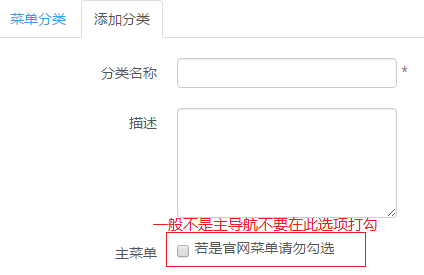 菜单分类 添加分类
分类名称 *
描述
一般不是主导航不要在此选项打勾
主菜单 若是官网菜单请勿勾选